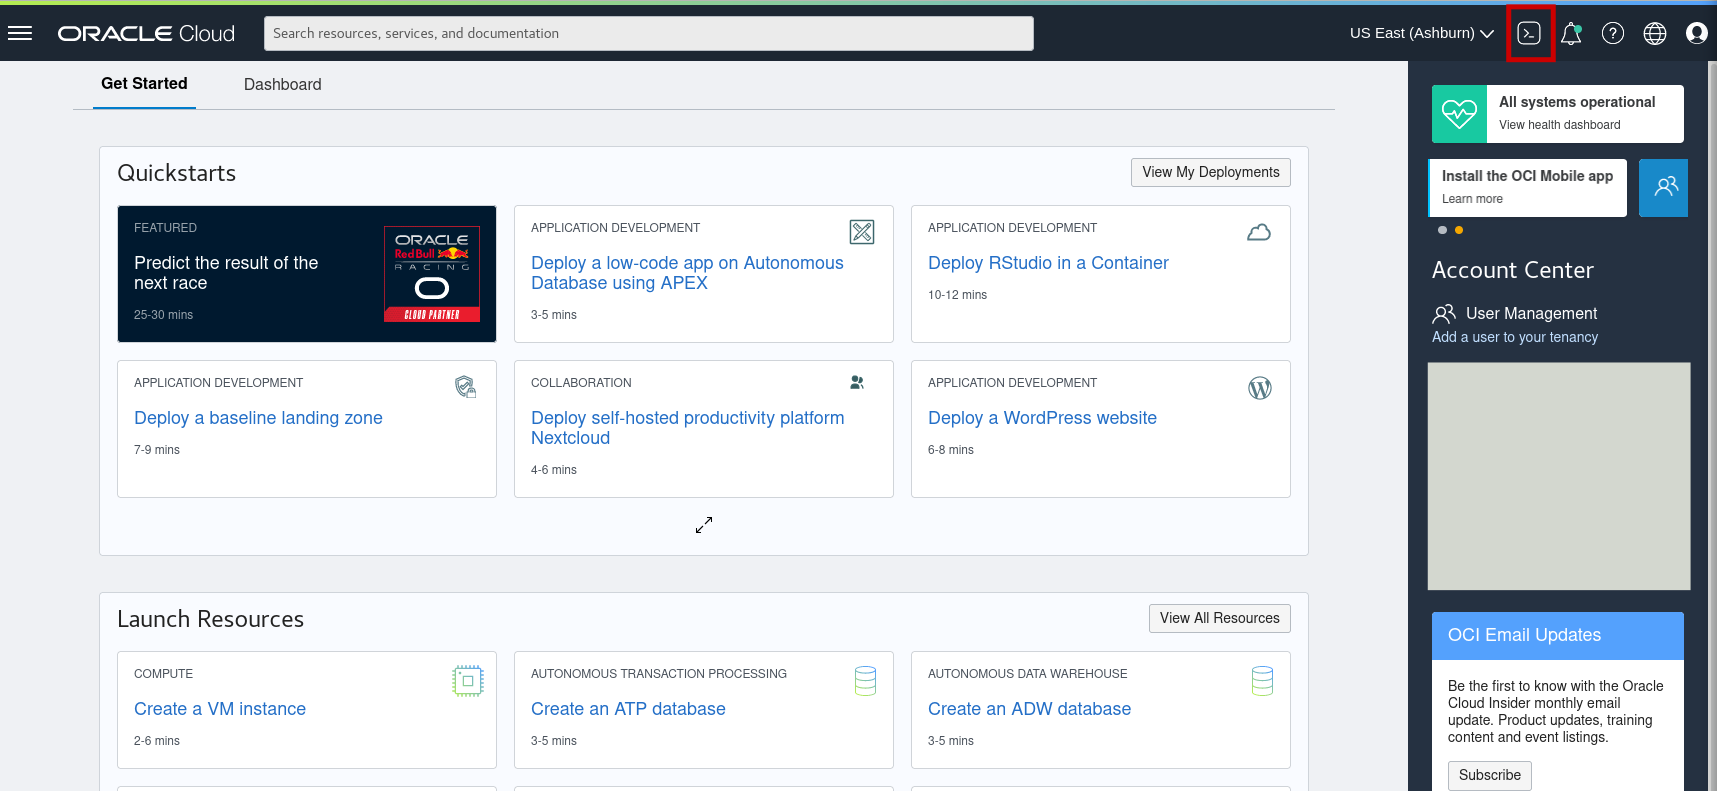 ORACLE Cloud
Search resources, services, and documentation
US East (Ashburn)
Get Started
Dashboard
Quickstarts
View My Deployments
FEATURED
Predict the result of the
next race
25-30 mins
ORACLE
Red Bull
RACING
CLOUD PARTNER
APPLICATION DEVELOPMENT
Deploy a low-code app on Autonomous
Database using APEX
3-5 mins
APPLICATION DEVELOPMENT
Deploy RStudio in a Container
10-12 mins
APPLICATION DEVELOPMENT
Deploy a baseline landing zone
7-9 mins
COLLABORATION
Deploy self-hosted productivity platform
Nextcloud
4-6 mins
APPLICATION DEVELOPMENT
Deploy a WordPress website
6-8 mins
Launch Resources
View All Resources
COMPUTE
Create a VM instance
2-6 mins
AUTONOMOUS TRANSACTION PROCESSING
Create an ATP database
3-5 mins
AUTONOMOUS DATA WAREHOUSE
Create an ADW database
3-5 mins
All systems operational
View health dashboard
Install the OCI Mobile app
Learn more
Account Center
User Management
Add a user to your tenancy
OCI Email Updates
Be the first to know with the Oracle
Cloud Insider monthly email
update. Product updates, training
content and event listings.
Subscribe